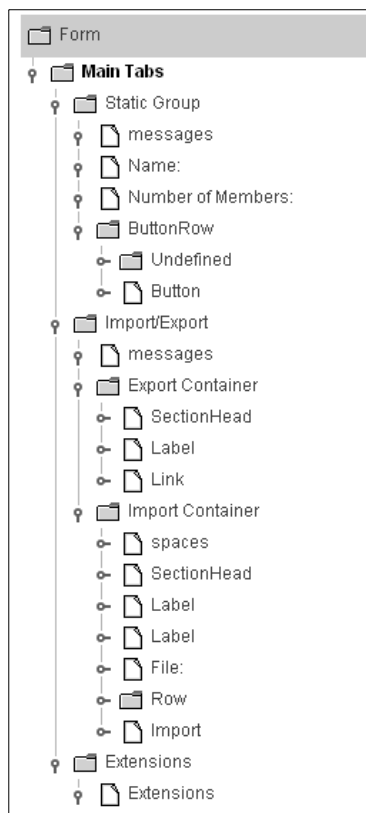 Form
Main Tabs
Static Group
messages
Name:
Number of Members:
ButtonRow
Undefined
Button
Import/Export
messages
Export Container
SectionHead
Label
Link
Import Container
spaces
SectionHead
Label
Label
File:
Row
Import
Extensions
Extensions